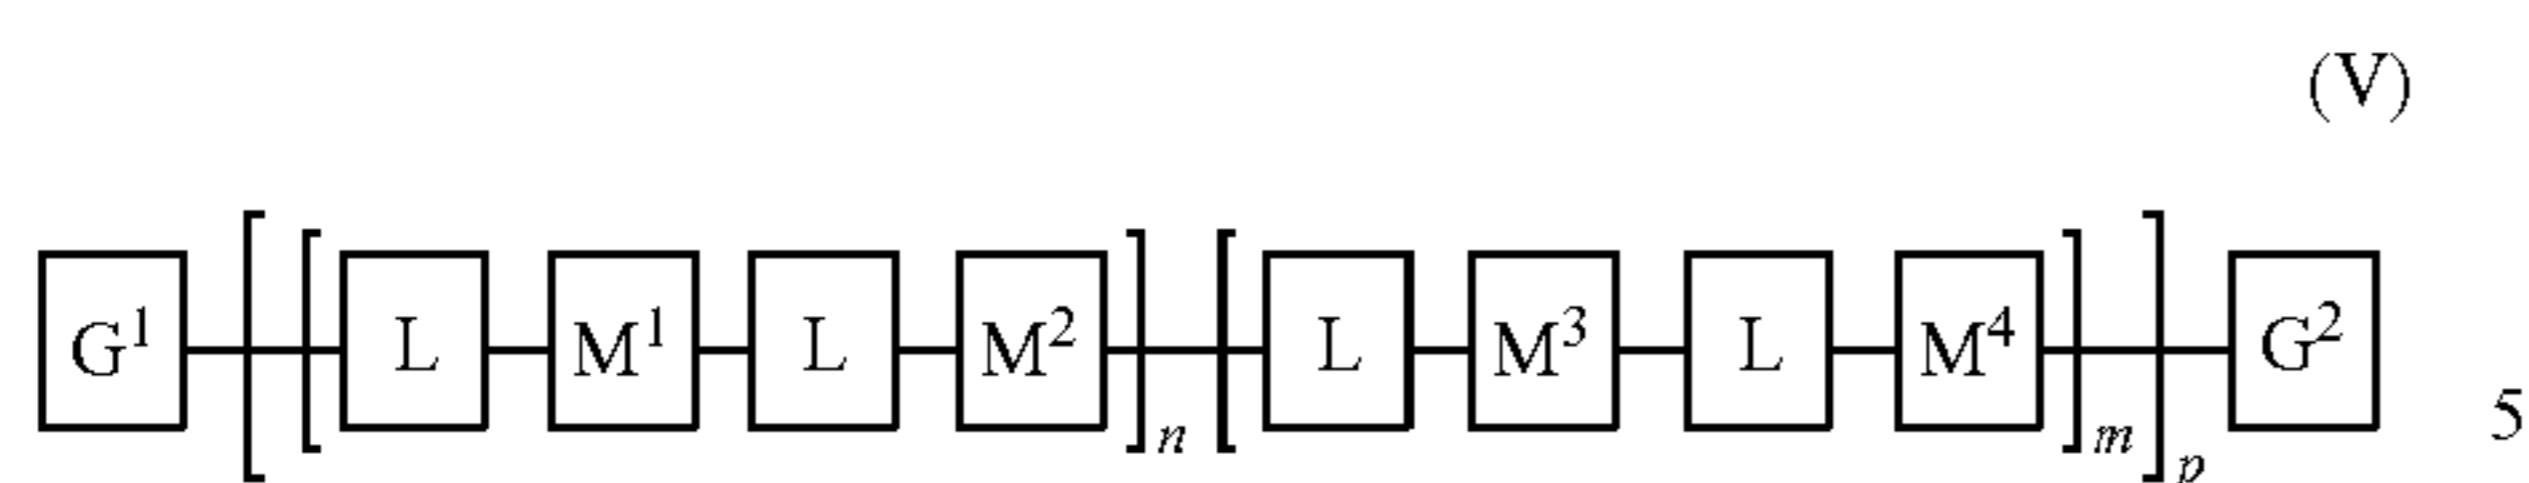 (V)
G¹ [ [ L M¹ L M² ]n [ L M³ L M⁴ ]m ]p G²
5